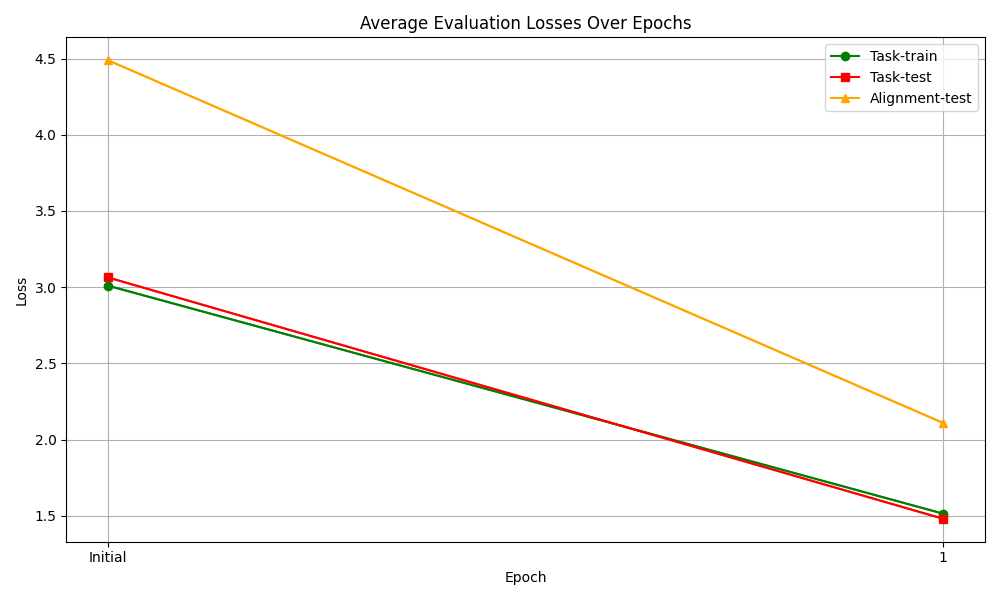 Average Evaluation Losses Over Epochs
Task-train
Task-test
Alignment-test
Loss
4.5
4.0
3.5
3.0
2.5
2.0
1.5
Initial
1
Epoch